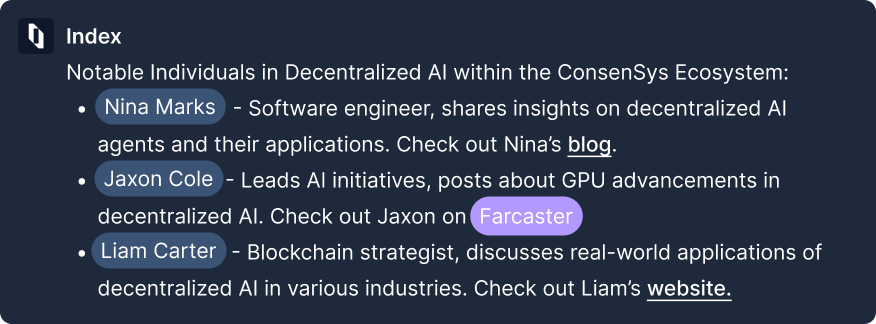 Index
Notable Individuals in Decentralized AI within the ConsenSys Ecosystem:
• Nina Marks - Software engineer, shares insights on decentralized AI
agents and their applications. Check out Nina’s blog.
• Jaxon Cole - Leads AI initiatives, posts about GPU advancements in
decentralized AI. Check out Jaxon on Farcaster
• Liam Carter - Blockchain strategist, discusses real-world applications of
decentralized AI in various industries. Check out Liam’s website.